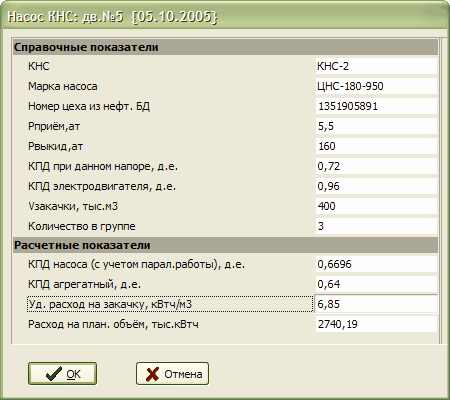 Насос КНС: дв.№5 {05.10.2005}
Справочные показатели
КНС КНС-2
Марка насоса ЦНС-180-950
Номер цеха из нефт. БД 1351905891
Рприём,ат 5,5
Рвыкид,ат 160
КПД при данном напоре, д.е. 0,72
КПД электродвигателя, д.е. 0,96
Vзакачки, тыс.м3 400
Количество в группе 3
Расчетные показатели
КПД насоса (с учетом парал.работы), д.е. 0,6696
КПД агрегатный, д.е. 0,64
Уд. расход на закачку, кВтч/м3 6,85
Расход на план. объём, тыс.кВтч 2740,19
OK Отмена